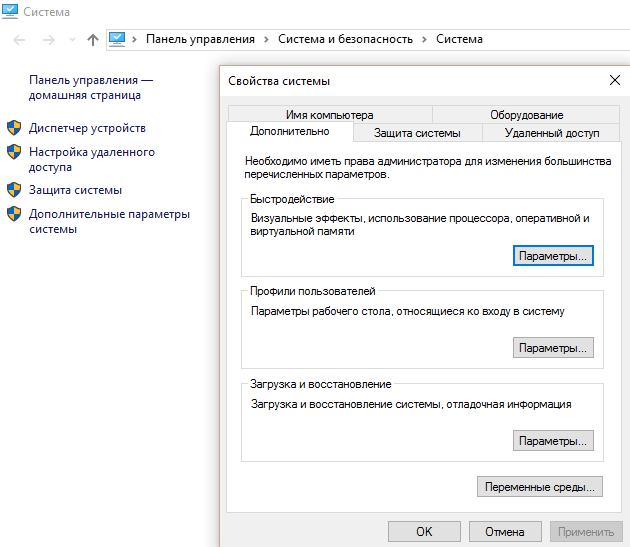 Система
Панель управления > Система и безопасность > Система
Панель управления —
домашняя страница
Диспетчер устройств
Настройка удаленного
доступа
Защита системы
Дополнительные параметры
системы
Свойства системы
Имя компьютера
Оборудование
Дополнительно
Защита системы
Удаленный доступ
Необходимо иметь права администратора для изменения большинства
перечисленных параметров.
Быстродействие
Визуальные эффекты, использование процессора, оперативной и
виртуальной памяти
Параметры...
Профили пользователей
Параметры рабочего стола, относящиеся ко входу в систему
Параметры...
Загрузка и восстановление
Загрузка и восстановление системы, отладочная информация
Параметры...
Переменные среды...
OK
Отмена
Применить